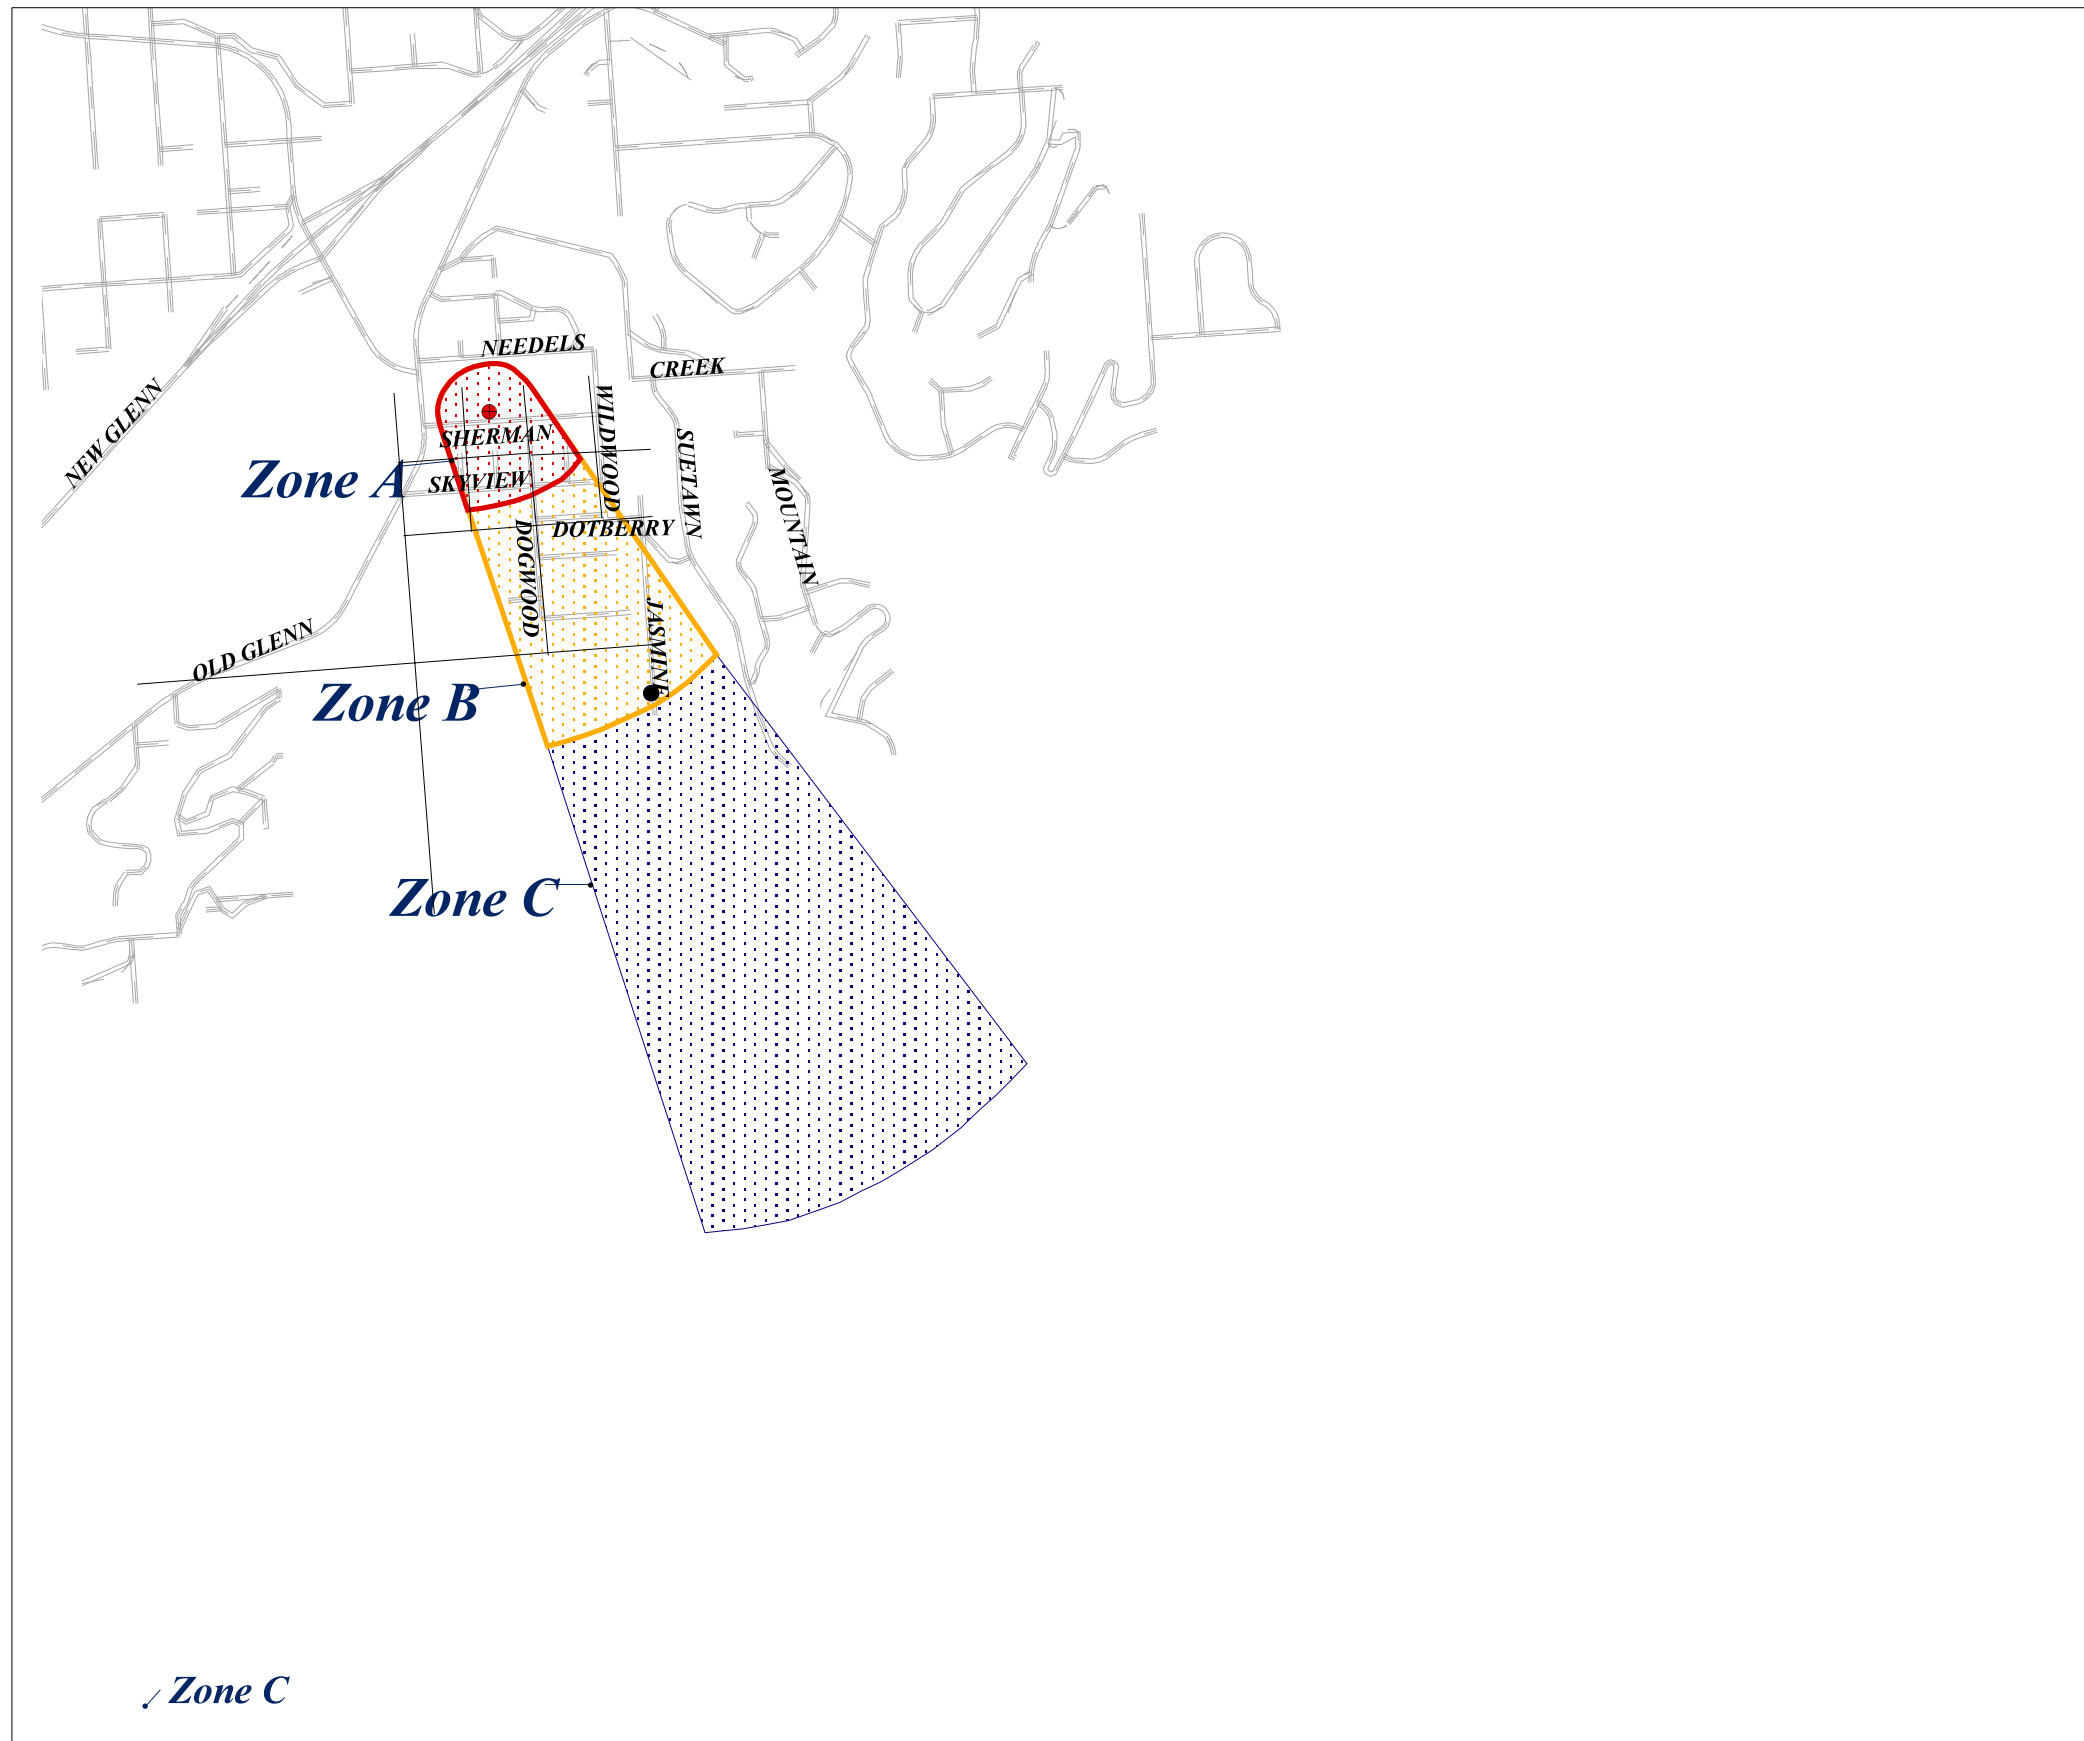 NEEDELS
CREEK
NEW GLENN
WILDWOOD
SHERMAN
SUETAWN
Zone A
SKYVIEW
MOUNTAIN
DOTBERRY
DOGWOOD
JASMINE
OLD GLENN
Zone B
Zone C
Zone C